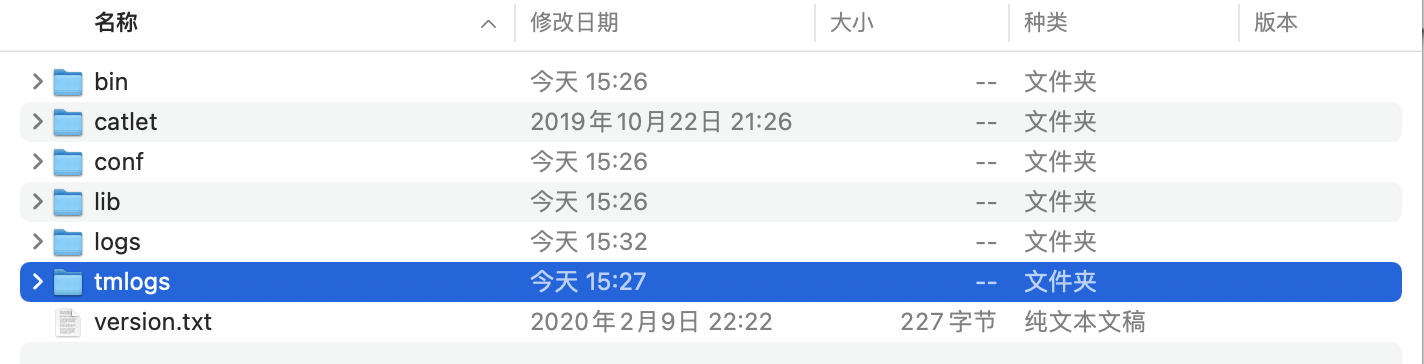 名称 修改日期 大小 种类 版本
bin 今天 15:26 -- 文件夹
catlet 2019年10月22日 21:26 -- 文件夹
conf 今天 15:26 -- 文件夹
lib 今天 15:26 -- 文件夹
logs 今天 15:32 -- 文件夹
tmlogs 今天 15:27 -- 文件夹
version.txt 2020年2月9日 22:22 227字节 纯文本文稿